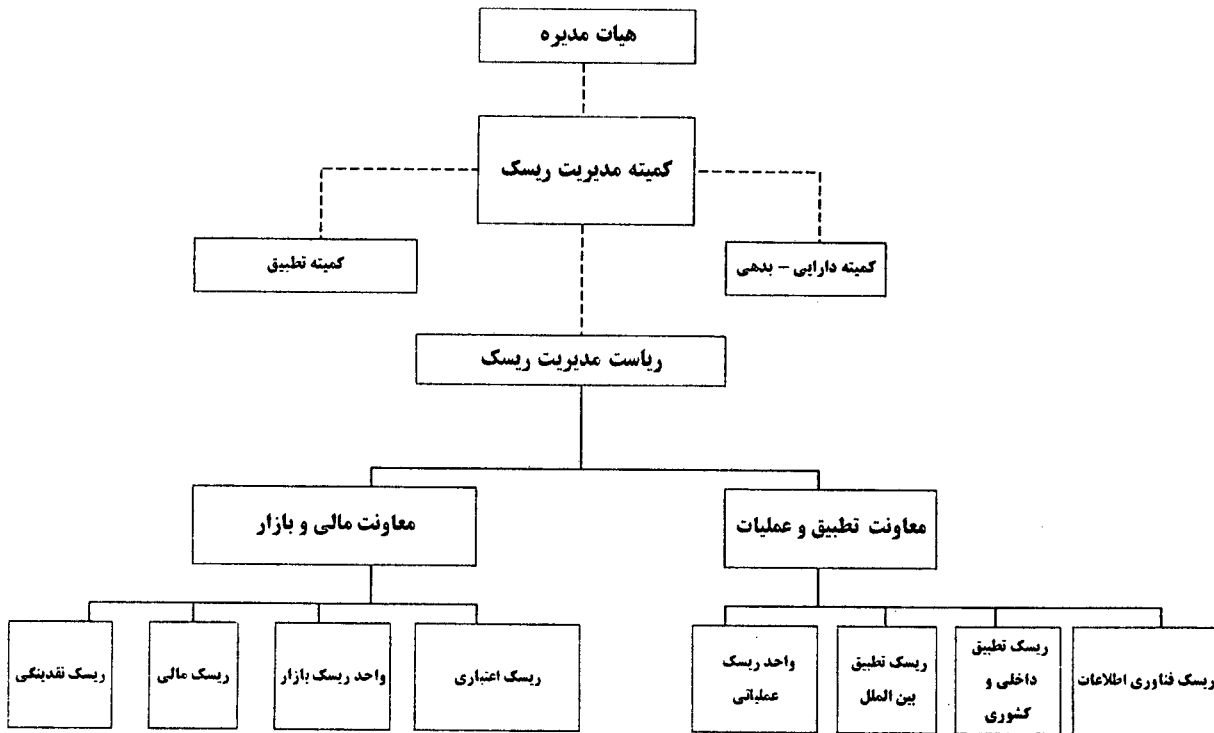 هیات مدیره
کمیته مدیریت ریسک
کمیته دارایی – بدهی
کمیته تطبیق
ریاست مدیریت ریسک
معاونت تطبیق و عملیات
معاونت مالی و بازار
ریسک فناوری اطلاعات
ریسک تطبیق
داخلی و
کشوری
ریسک تطبیق
بین الملل
واحد ریسک
عملیاتی
ریسک اعتباری
واحد ریسک بازار
ریسک مالی
ریسک نقدینگی